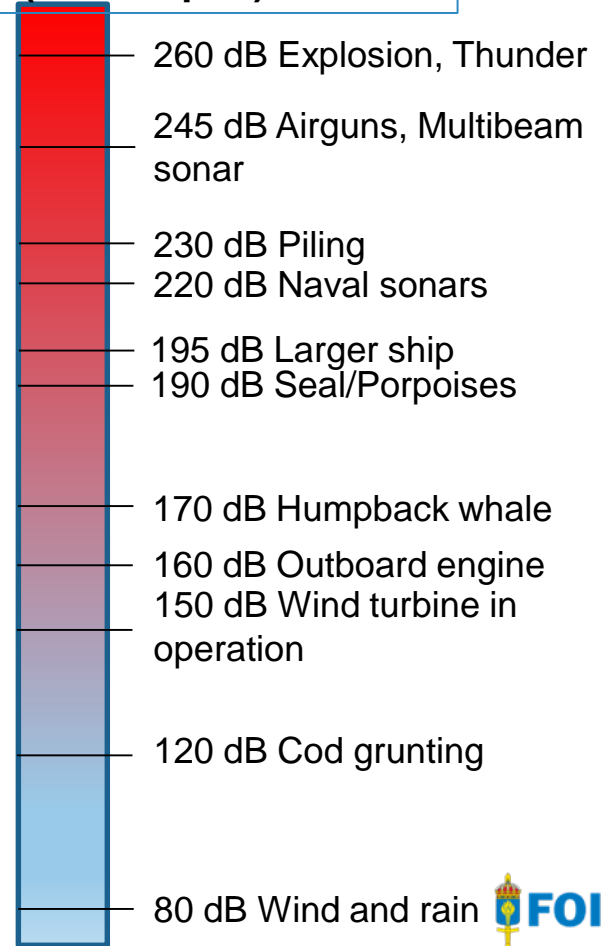 260 dB Explosion, Thunder
245 dB Airguns, Multibeam
sonar
230 dB Piling
220 dB Naval sonars
195 dB Larger ship
190 dB Seal/Porpoises
170 dB Humpback whale
160 dB Outboard engine
150 dB Wind turbine in
operation
120 dB Cod grunting
80 dB Wind and rain
FOI